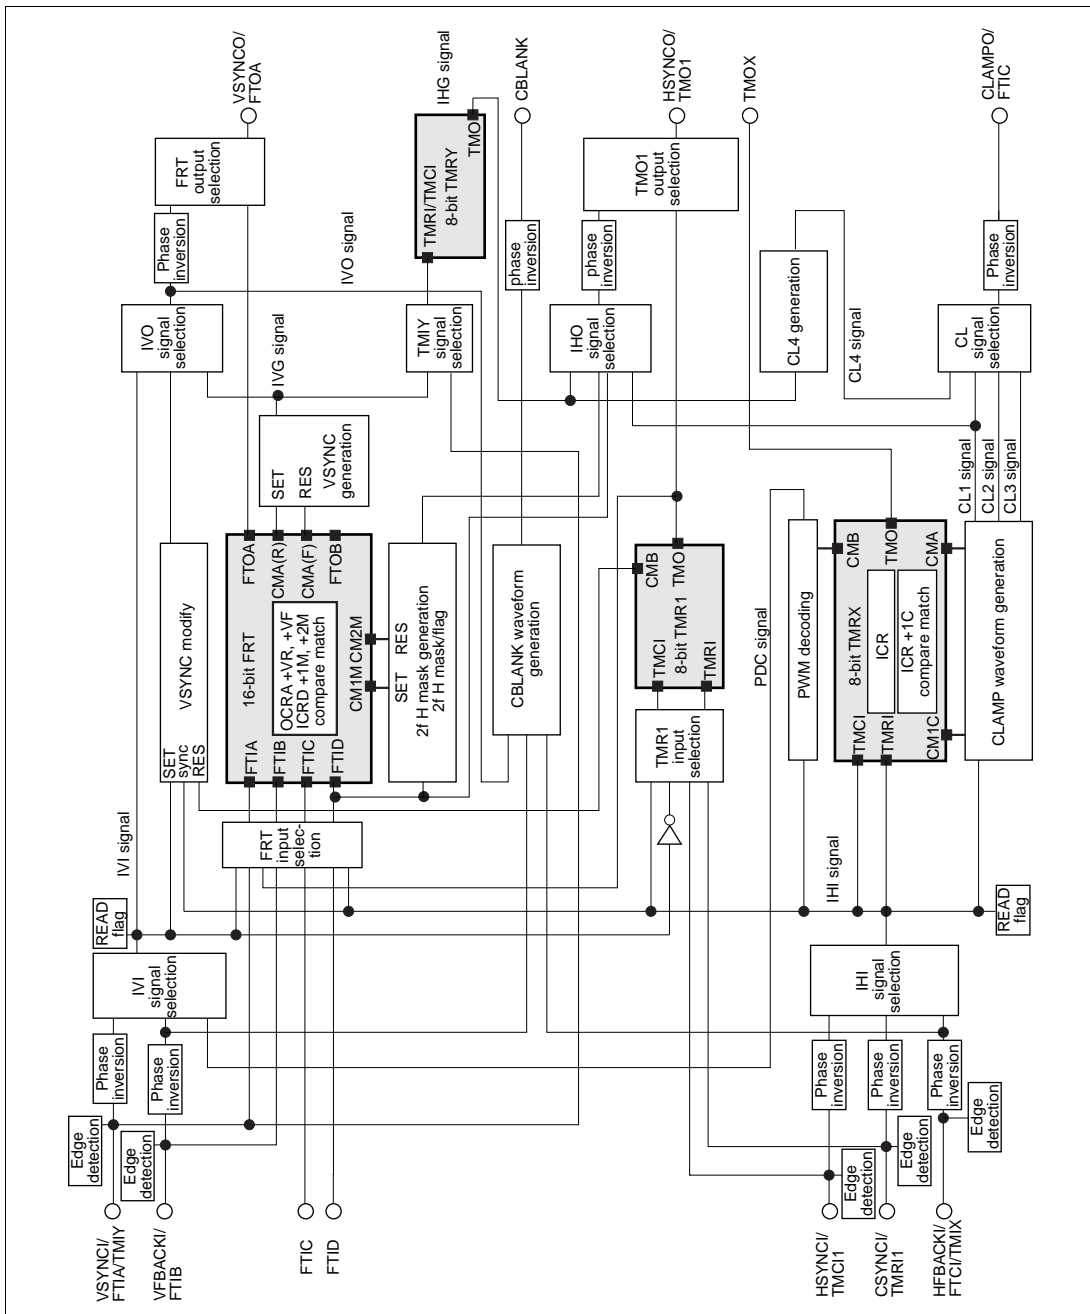 VSYNCO/
FTOA
IHG signal
CBLANK
HSYNCO/
TMO1
TMOX
CLAMPO/
FTIC
FRT
output
selection
TMRI/TMCI
8-bit TMRY
TMO
TMO1
output
selection
Phase
inversion
IVO signal
phase
inversion
phase
inversion
Phase
inversion
IVO
signal
selection
IVG signal
TMIY
signal
selection
IHO
signal
selection
CL4 generation
CL4 signal
CL
signal
selection
SET
RES
VSYNC
generation
CL1 signal
CL2 signal
CL3 signal
VSYNC modify
SET
sync
RES
FTOA
CMA(R)
CMA(F)
FTOB
16-bit FRT
OCRA +VR, +VF
ICRD +1M, +2M
compare match
CM1M CM2M
FTIA
FTIB
FTIC
FTID
SET RES
2f H mask generation
2f H mask/flag
CBLANK waveform
generation
CMB
TMO
8-bit TMR1
TMCI
TMRI
PDC signal
PWM decoding
CMB
TMO
CMA
8-bit TMRX
ICR
ICR +1C
compare match
TMCI
TMRI
CM1C
CLAMP waveform generation
IVI signal
FRT
input
selec-
tion
TMR1
input
selection
IHI signal
READ
flag
READ
flag
IVI
signal
selection
IHI
signal
selection
Phase
inversion
Phase
inversion
Phase
inversion
Phase
inversion
Phase
inversion
Edge
detection
Edge
detection
Edge
detection
Edge
detection
Edge
detection
VSYNCI/
FTIA/TMIY
VFBACKI/
FTIB
FTIC
FTID
HSYNCI/
TMCI1
CSYNCI/
TMRI1
HFBACKI/
FTCI/TMIX